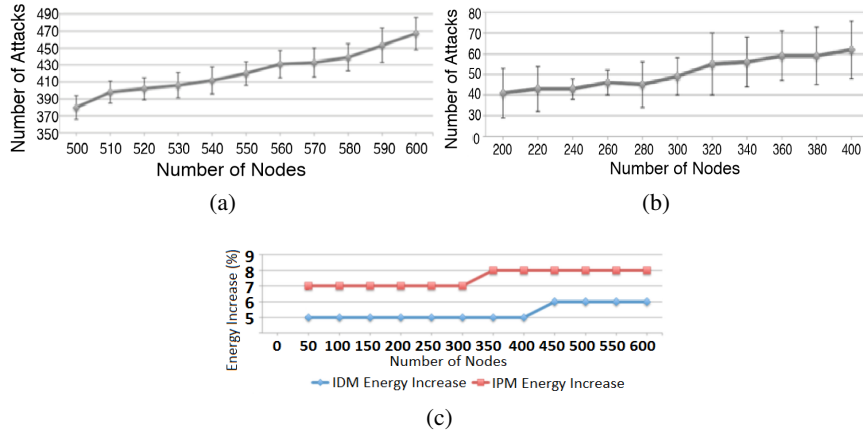 Number of Attacks
490
470
450
430
410
390
370
350
500 510 520 530 540 550 560 570 580 590 600
Number of Nodes
(a)
Number of Attacks
80
70
60
50
40
30
0
200 220 240 260 280 300 320 340 360 380 400
Number of Nodes
(b)
Energy Increase (%)
9
8
7
6
5
0 50 100 150 200 250 300 350 400 450 500 550 600
Number of Nodes
IDM Energy Increase IPM Energy Increase
(c)